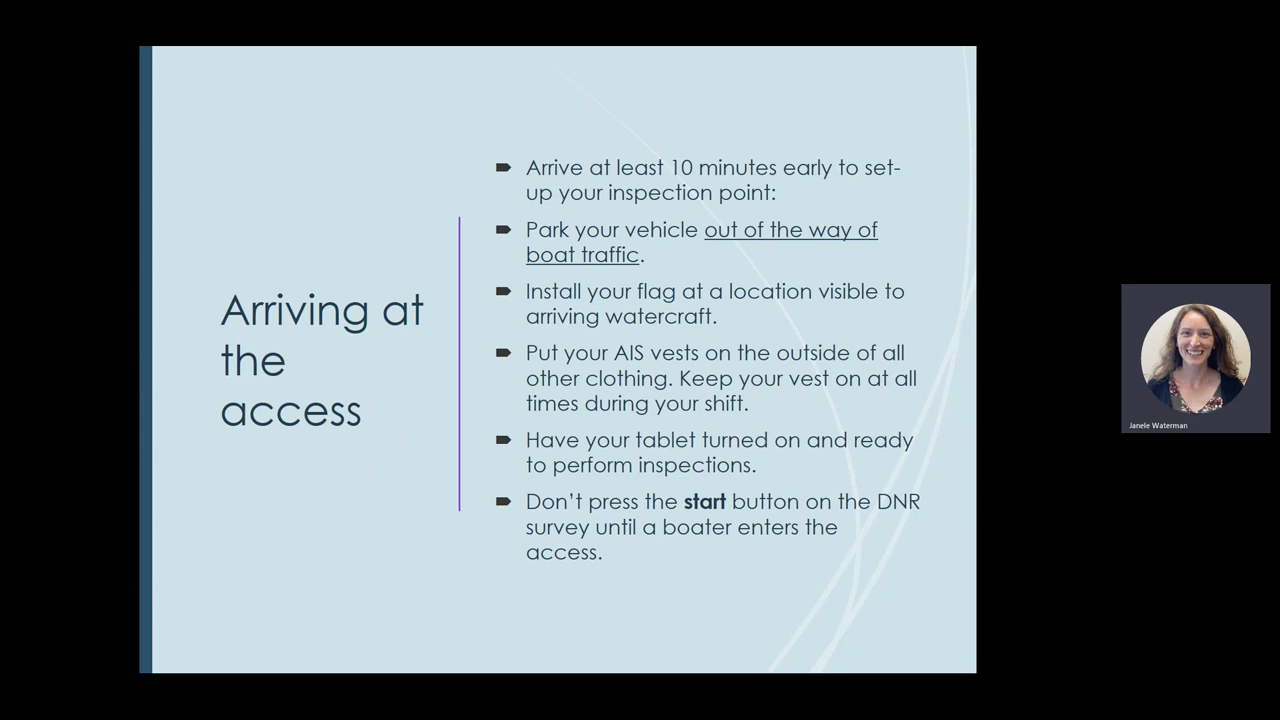 Arriving at
the
access
Arrive at least 10 minutes early to set-
up your inspection point:
Park your vehicle out of the way of
boat traffic.
Install your flag at a location visible to
arriving watercraft.
Put your AIS vests on the outside of all
other clothing. Keep your vest on at all
times during your shift.
Have your tablet turned on and ready
to perform inspections.
Don’t press the start button on the DNR
survey until a boater enters the
access.
Janele Waterman